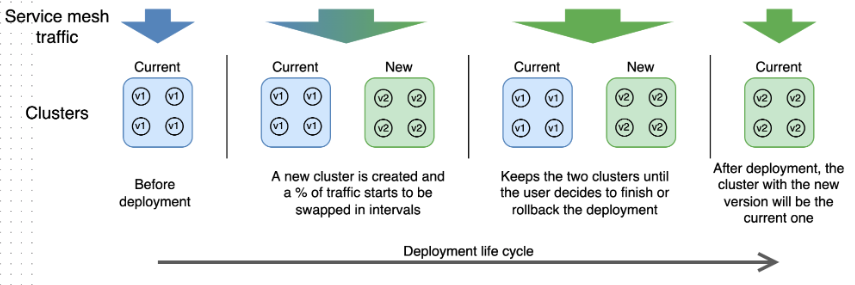 Service mesh
traffic
Clusters
Current
v1 v1
v1 v1
Before
deployment
Current New
v1 v1 v2 v2
v1 v1 v2 v2
A new cluster is created and
a % of traffic starts to be
swapped in intervals
Current New
v1 v1 v2 v2
v1 v1 v2 v2
Keeps the two clusters until
the user decides to finish or
rollback the deployment
Current
v2 v2
v2 v2
After deployment, the
cluster with the new
version will be the
current one
Deployment life cycle